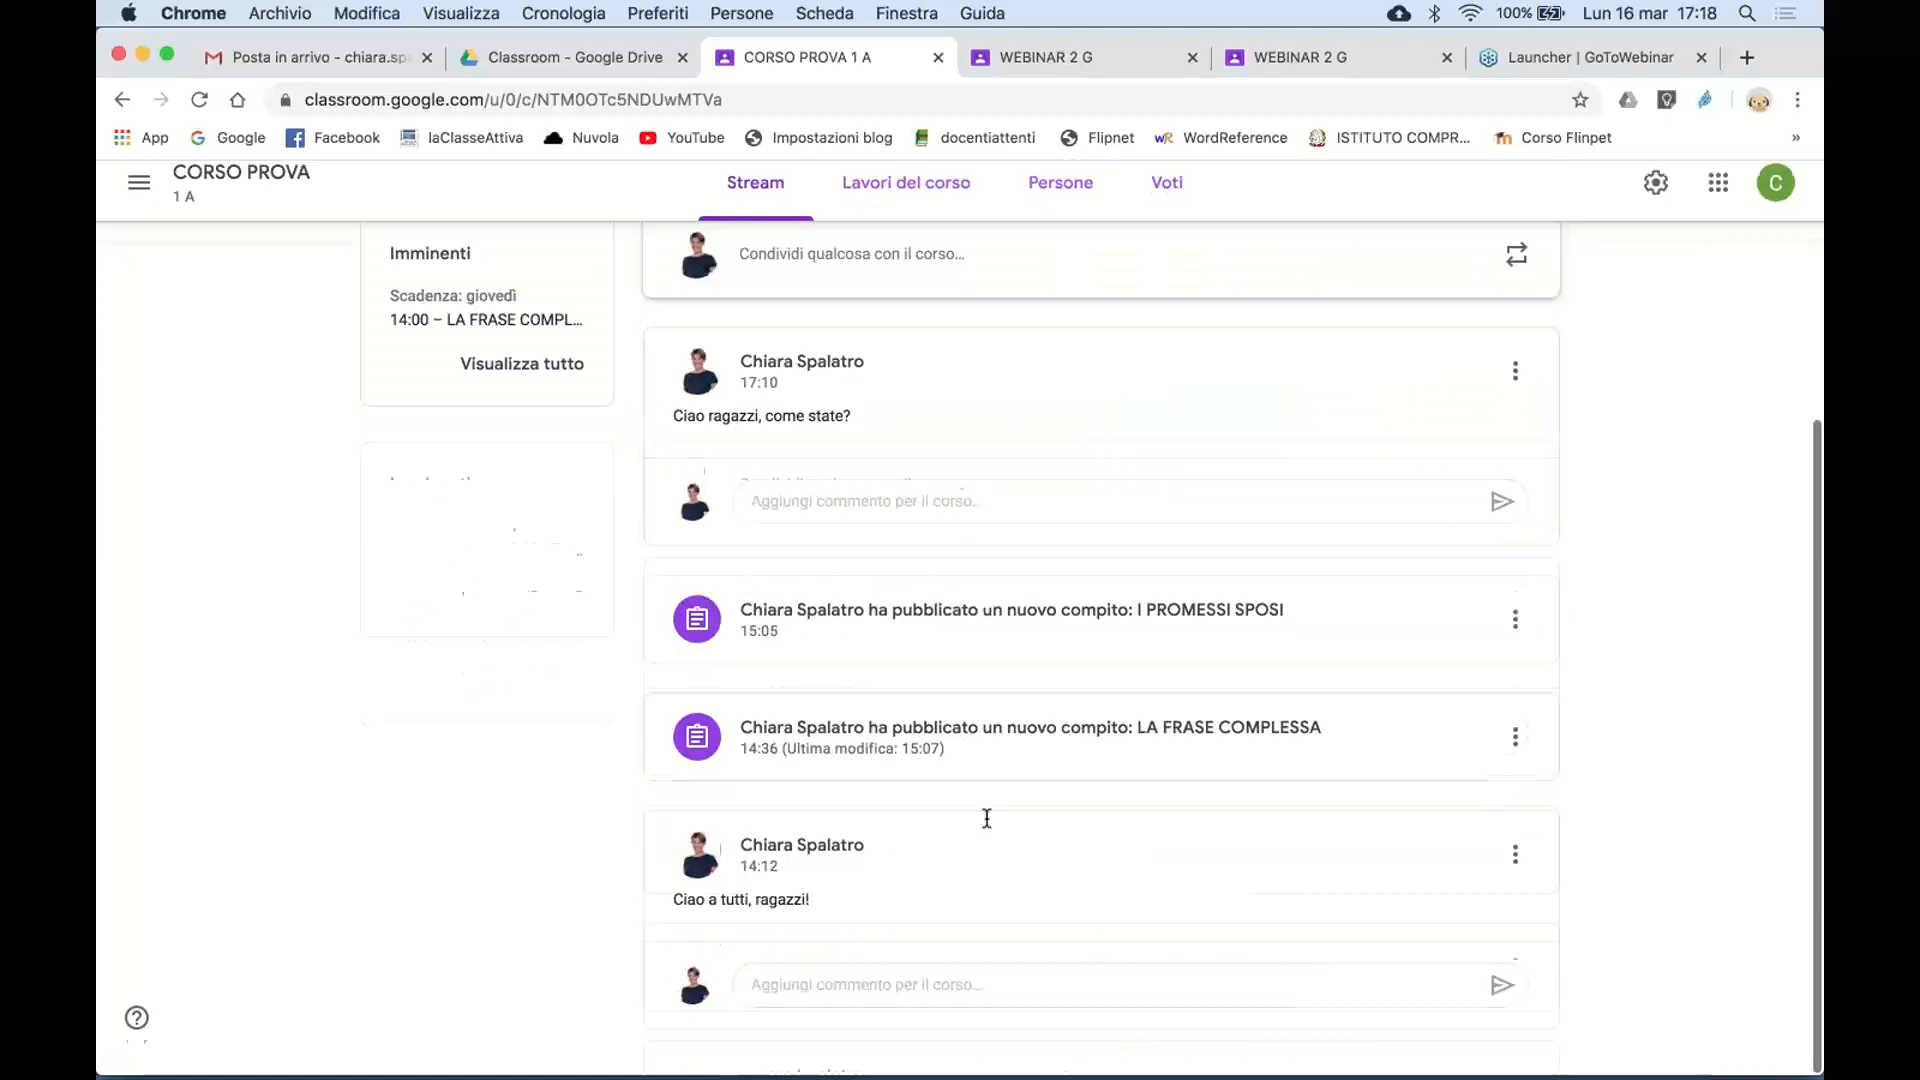 Chrome Archivio Modifica Visualizza Cronologia Preferiti Persone Scheda Finestra Guida 100% Lun 16 mar 17:18
Posta in arrivo - chiara.sp Classroom - Google Drive CORSO PROVA 1 A WEBINAR 2 G WEBINAR 2 G Launcher | GoToWebinar
classroom.google.com/u/0/c/NTM0OTc5NDUwMTVa
App Google Facebook laClasseAttiva Nuvola YouTube Impostazioni blog docentiattenti Flipnet WordReference ISTITUTO COMPR... Corso Flinpet »
CORSO PROVA
1 A
Stream Lavori del corso Persone Voti
C
Imminenti
Scadenza: giovedì
14:00 – LA FRASE COMPL...
Visualizza tutto
Condividi qualcosa con il corso...
Chiara Spalatro
17:10
Ciao ragazzi, come state?
Aggiungi commento per il corso...
Chiara Spalatro ha pubblicato un nuovo compito: I PROMESSI SPOSI
15:05
Chiara Spalatro ha pubblicato un nuovo compito: LA FRASE COMPLESSA
14:36 (Ultima modifica: 15:07)
Chiara Spalatro
14:12
Ciao a tutti, ragazzi!
Aggiungi commento per il corso...